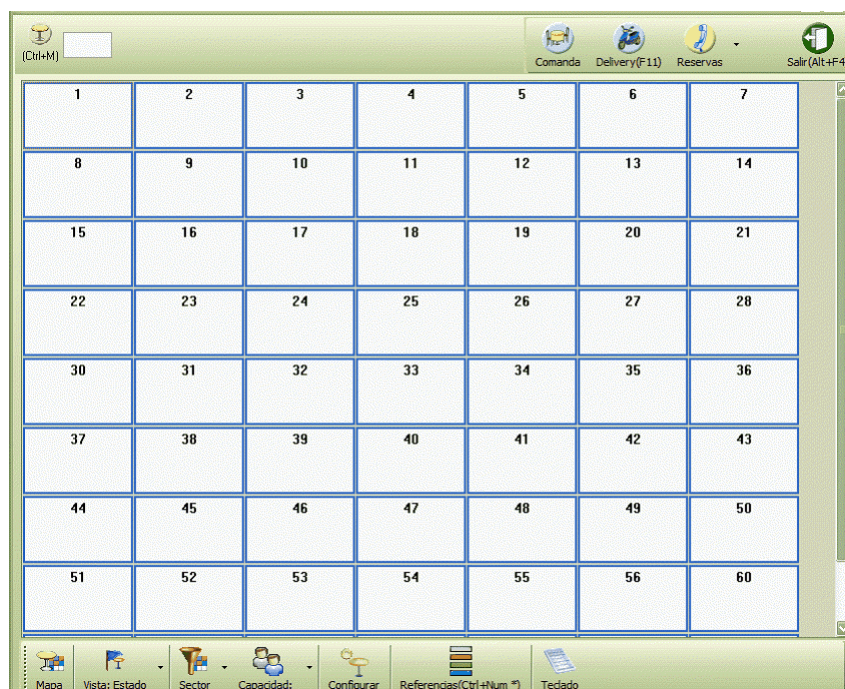 (Ctrl+M)
Comanda Delivery(F11) Reservas Salir(Alt+F4
1 2 3 4 5 6 7
8 9 10 11 12 13 14
15 16 17 18 19 20 21
22 23 24 25 26 27 28
30 31 32 33 34 35 36
37 38 39 40 41 42 43
44 45 46 47 48 49 50
51 52 53 54 55 56 60
Mapa Vista: Estado Sector Capacidad: Configurar Referencias(Ctrl+Num *) Teclado